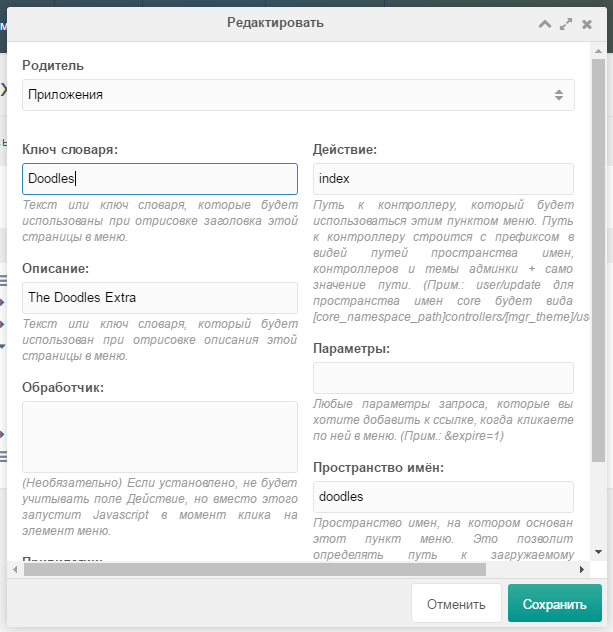 Редактировать
Родитель
Приложения
Ключ словаря:
Doodles
Текст или ключ словаря, которые будет
использованы при отрисовке заголовка этой
страницы в меню.
Описание:
The Doodles Extra
Текст или ключ словаря, который будет
использован при отрисовке описания этой
страницы в меню.
Обработчик:
(Необязательно) Если установлено, не будет
учитывать поле Действие, но вместо этого
запустит Javascript в момент клика на
элемент меню.
Действие:
index
Путь к контроллеру, который будет
использоваться этим пунктом меню. Путь
к контроллеру строится с префиксом в
видей путей пространства имен,
контроллеров и темы админки + само
значение пути. (Прим.: user/update для
пространства имен core будет вида
[core_namespace_path]controllers/[mgr_theme]/us
Параметры:
Любые параметры запроса, которые вы
хотите добавить к ссылке, когда кликаете
по ней в меню. (Прим.: &expire=1)
Пространство имён:
doodles
Пространство имен, на котором основан
этот пункт меню. Это позволит
определять путь к загружаемому
Отменить
Сохранить